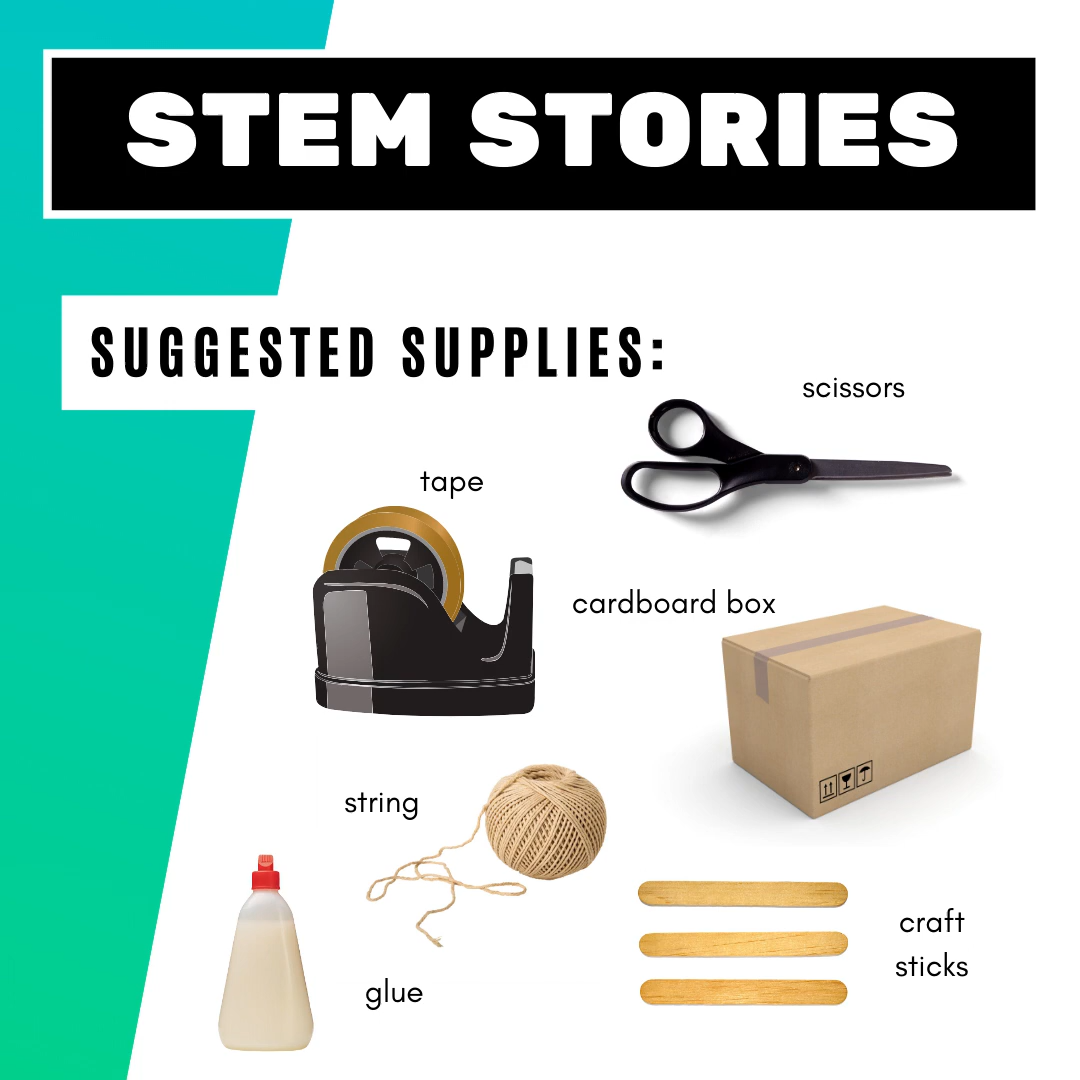 STEM STORIES
SUGGESTED SUPPLIES:
scissors
tape
cardboard box
string
craft
sticks
glue